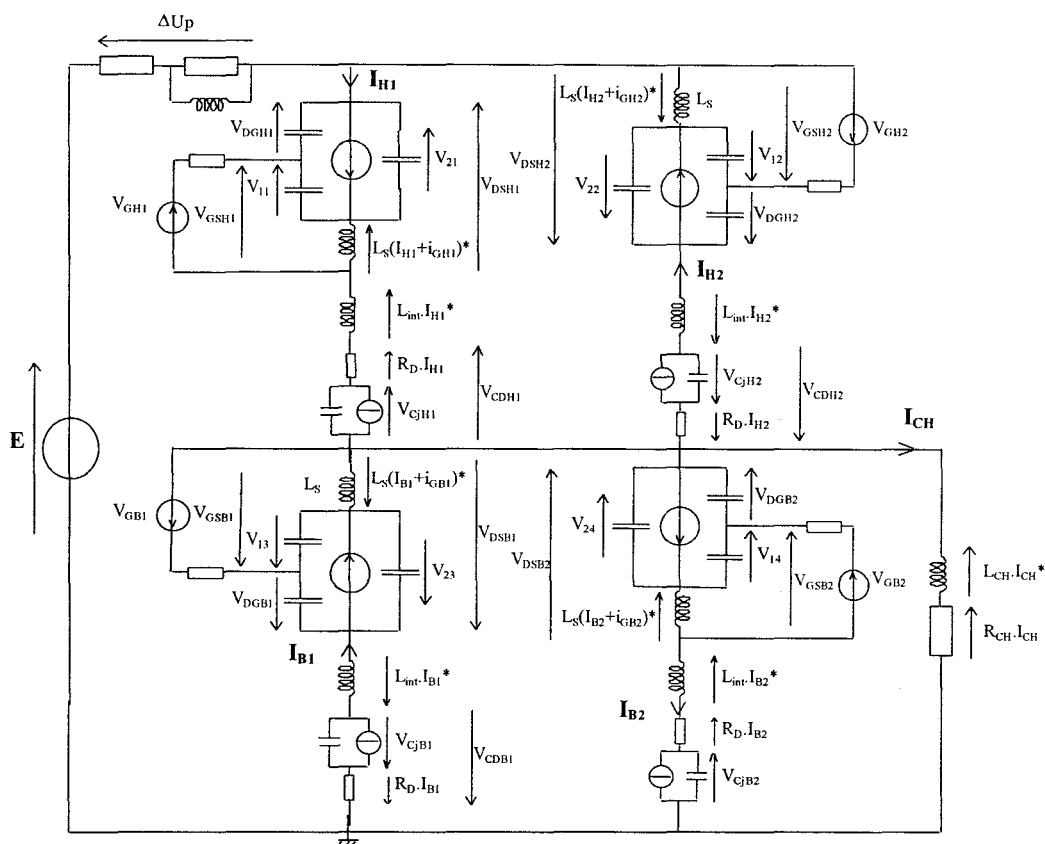 ΔUp
I_H1
L_S(I_H2+i_GH2)*
L_S
V_DGH1
V_21
V_DSH1
V_DSH2
V_GSH2
V_GH2
V_12
V_11
V_22
V_GH1
V_GSH1
V_DGH2
L_S(I_H1+i_GH1)*
I_H2
L_int.I_H1*
L_int.I_H2*
R_D.I_H1
V_CDH1
V_CjH1
V_CjH2
V_CDH2
R_D.I_H2
E
I_CH
L_S
L_S(I_B1+i_GB1)*
V_DGB2
V_GB1
V_GSB1
V_13
V_DSB1
V_DSB2
V_24
V_14
V_GSB2
V_GB2
V_23
V_DGB1
L_CH.I_CH*
L_S(I_B2+i_GB2)*
R_CH.I_CH
I_B1
L_int.I_B1*
L_int.I_B2*
I_B2
R_D.I_B2
V_CjB1
V_CDB1
V_CjB2
R_D.I_B1